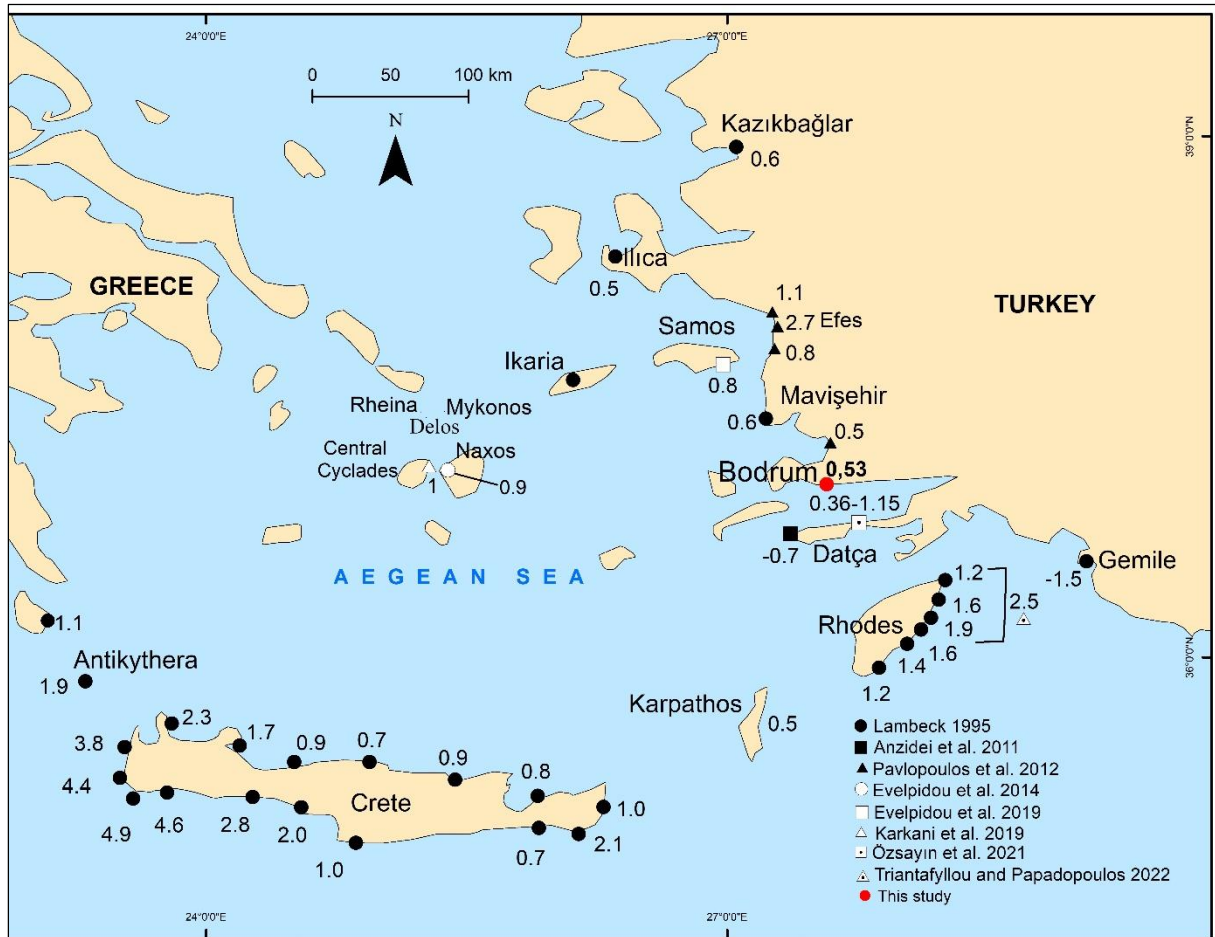 24°0'0"E
27°0'0"E
0 50 100 km
N
Kazıkbağlar
0.6
39°0'0"N
Ilıca
0.5
GREECE
TURKEY
1.1
2.7
Efes
0.8
Samos
0.8
Ikaria
Mavişehir
0.6
0.5
Rheina
Mykonos
Delos
Central
Cyclades
Naxos
1
0.9
Bodrum
0,53
0.36-1.15
-0.7
Datça
Gemile
-1.5
AEGEAN SEA
1.2
1.6
2.5
1.9
Rhodes
1.6
1.4
1.2
36°0'0"N
1.1
Antikythera
1.9
Karpathos
0.5
2.3
1.7
3.8
0.9
0.7
0.9
0.8
4.4
Crete
1.0
4.9
4.6
2.8
2.0
1.0
0.7
2.1
Lambeck 1995
Anzidei et al. 2011
Pavlopoulos et al. 2012
Evelpidou et al. 2014
Evelpidou et al. 2019
Karkani et al. 2019
Özsayın et al. 2021
Triantafyllou and Papadopoulos 2022
This study
24°0'0"E
27°0'0"E